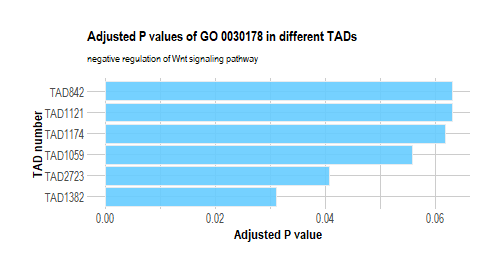 Adjusted P values of GO 0030178 in different TADs
negative regulation of Wnt signaling pathway
TAD number
TAD842
TAD1121
TAD1174
TAD1059
TAD2723
TAD1382
0.00 0.02 0.04 0.06
Adjusted P value